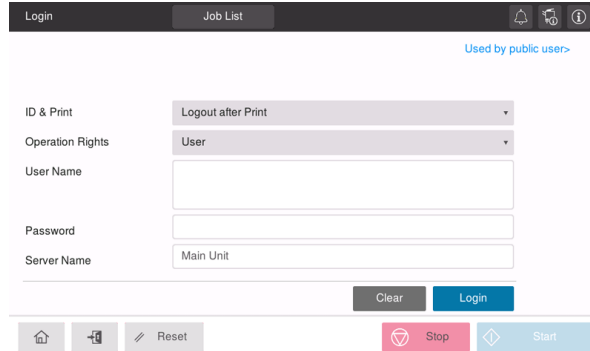 Login
Job List
Used by public user>
ID & Print
Logout after Print
Operation Rights
User
User Name
Password
Server Name
Main Unit
Clear
Login
Reset
Stop
Start